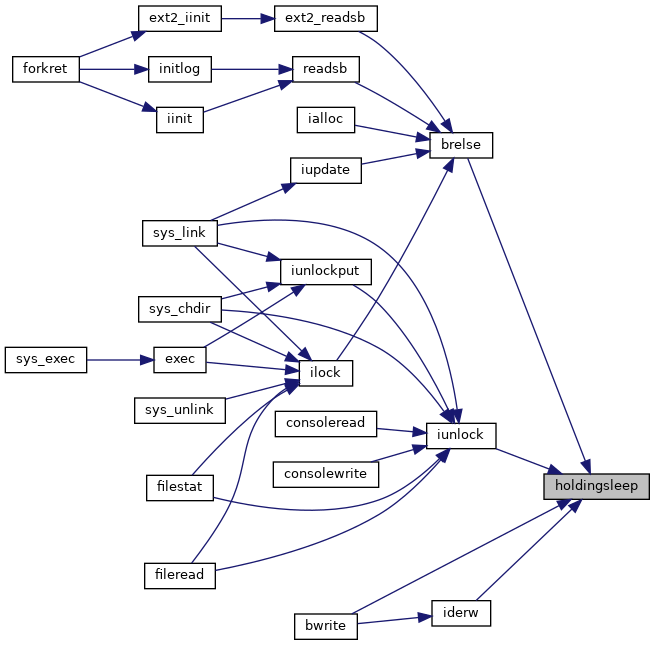 ext2_iinit
ext2_readsb
forkret
initlog
readsb
iinit
ialloc
brelse
iupdate
sys_link
iunlockput
sys_chdir
sys_exec
exec
ilock
sys_unlink
consoleread
iunlock
consolewrite
filestat
holdingsleep
fileread
iderw
bwrite